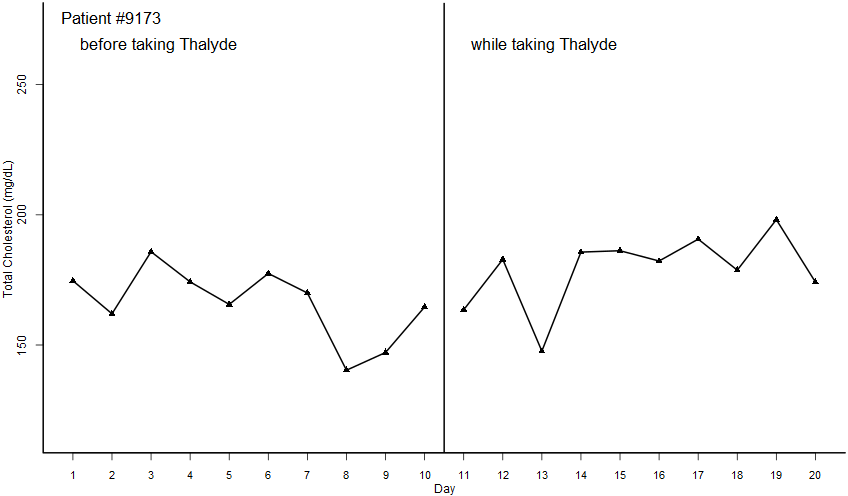 Patient #9173
before taking Thalyde
while taking Thalyde
Total Cholesterol (mg/dL)
250
200
150
1 2 3 4 5 6 7 8 9 10 11 12 13 14 15 16 17 18 19 20
Day